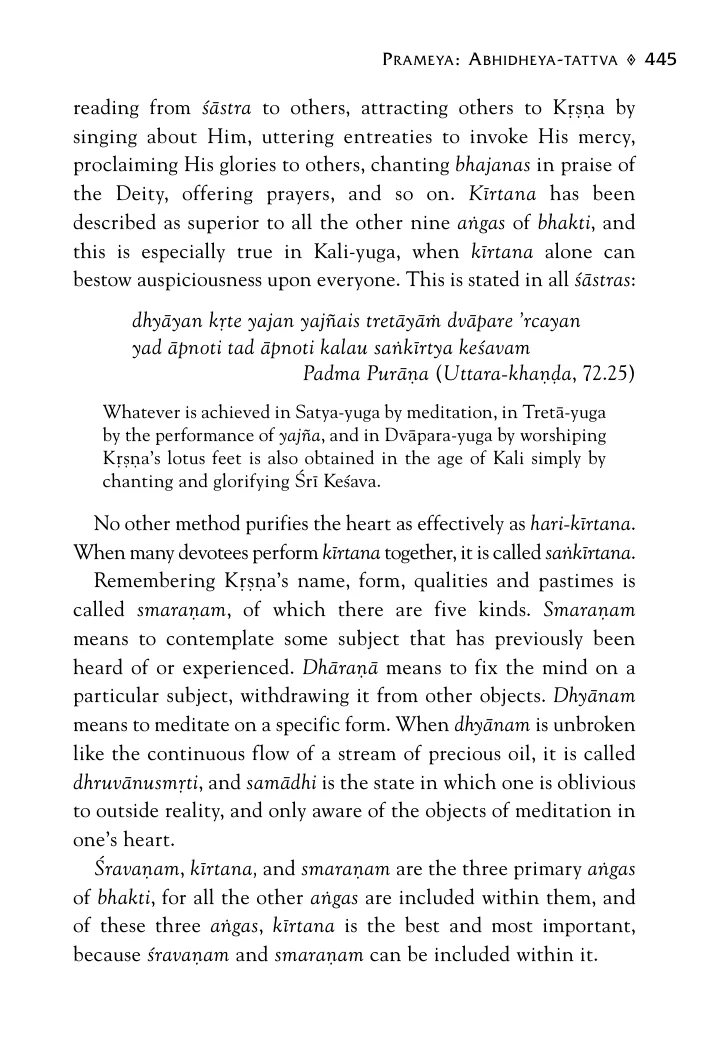 Prameya: Abhidheya-tattva ◈ 445
reading from śāstra to others, attracting others to Kṛṣṇa by
singing about Him, uttering entreaties to invoke His mercy,
proclaiming His glories to others, chanting bhajanas in praise of
the Deity, offering prayers, and so on. Kīrtana has been
described as superior to all the other nine aṅgas of bhakti, and
this is especially true in Kali-yuga, when kīrtana alone can
bestow auspiciousness upon everyone. This is stated in all śāstras:
dhyāyan kṛte yajan yajñais tretāyāṁ dvāpare ’rcayan
yad āpnoti tad āpnoti kalau saṅkīrtya keśavam
Padma Purāṇa (Uttara-khaṇḍa, 72.25)
Whatever is achieved in Satya-yuga by meditation, in Tretā-yuga
by the performance of yajña, and in Dvāpara-yuga by worshiping
Kṛṣṇa’s lotus feet is also obtained in the age of Kali simply by
chanting and glorifying Śrī Keśava.
No other method purifies the heart as effectively as hari-kīrtana.
When many devotees perform kīrtana together, it is called saṅkīrtana.
Remembering Kṛṣṇa’s name, form, qualities and pastimes is
called smaraṇam, of which there are five kinds. Smaraṇam
means to contemplate some subject that has previously been
heard of or experienced. Dhāraṇā means to fix the mind on a
particular subject, withdrawing it from other objects. Dhyānam
means to meditate on a specific form. When dhyānam is unbroken
like the continuous flow of a stream of precious oil, it is called
dhruvānusmṛti, and samādhi is the state in which one is oblivious
to outside reality, and only aware of the objects of meditation in
one’s heart.
Śravaṇam, kīrtana, and smaraṇam are the three primary aṅgas
of bhakti, for all the other aṅgas are included within them, and
of these three aṅgas, kīrtana is the best and most important,
because śravaṇam and smaraṇam can be included within it.